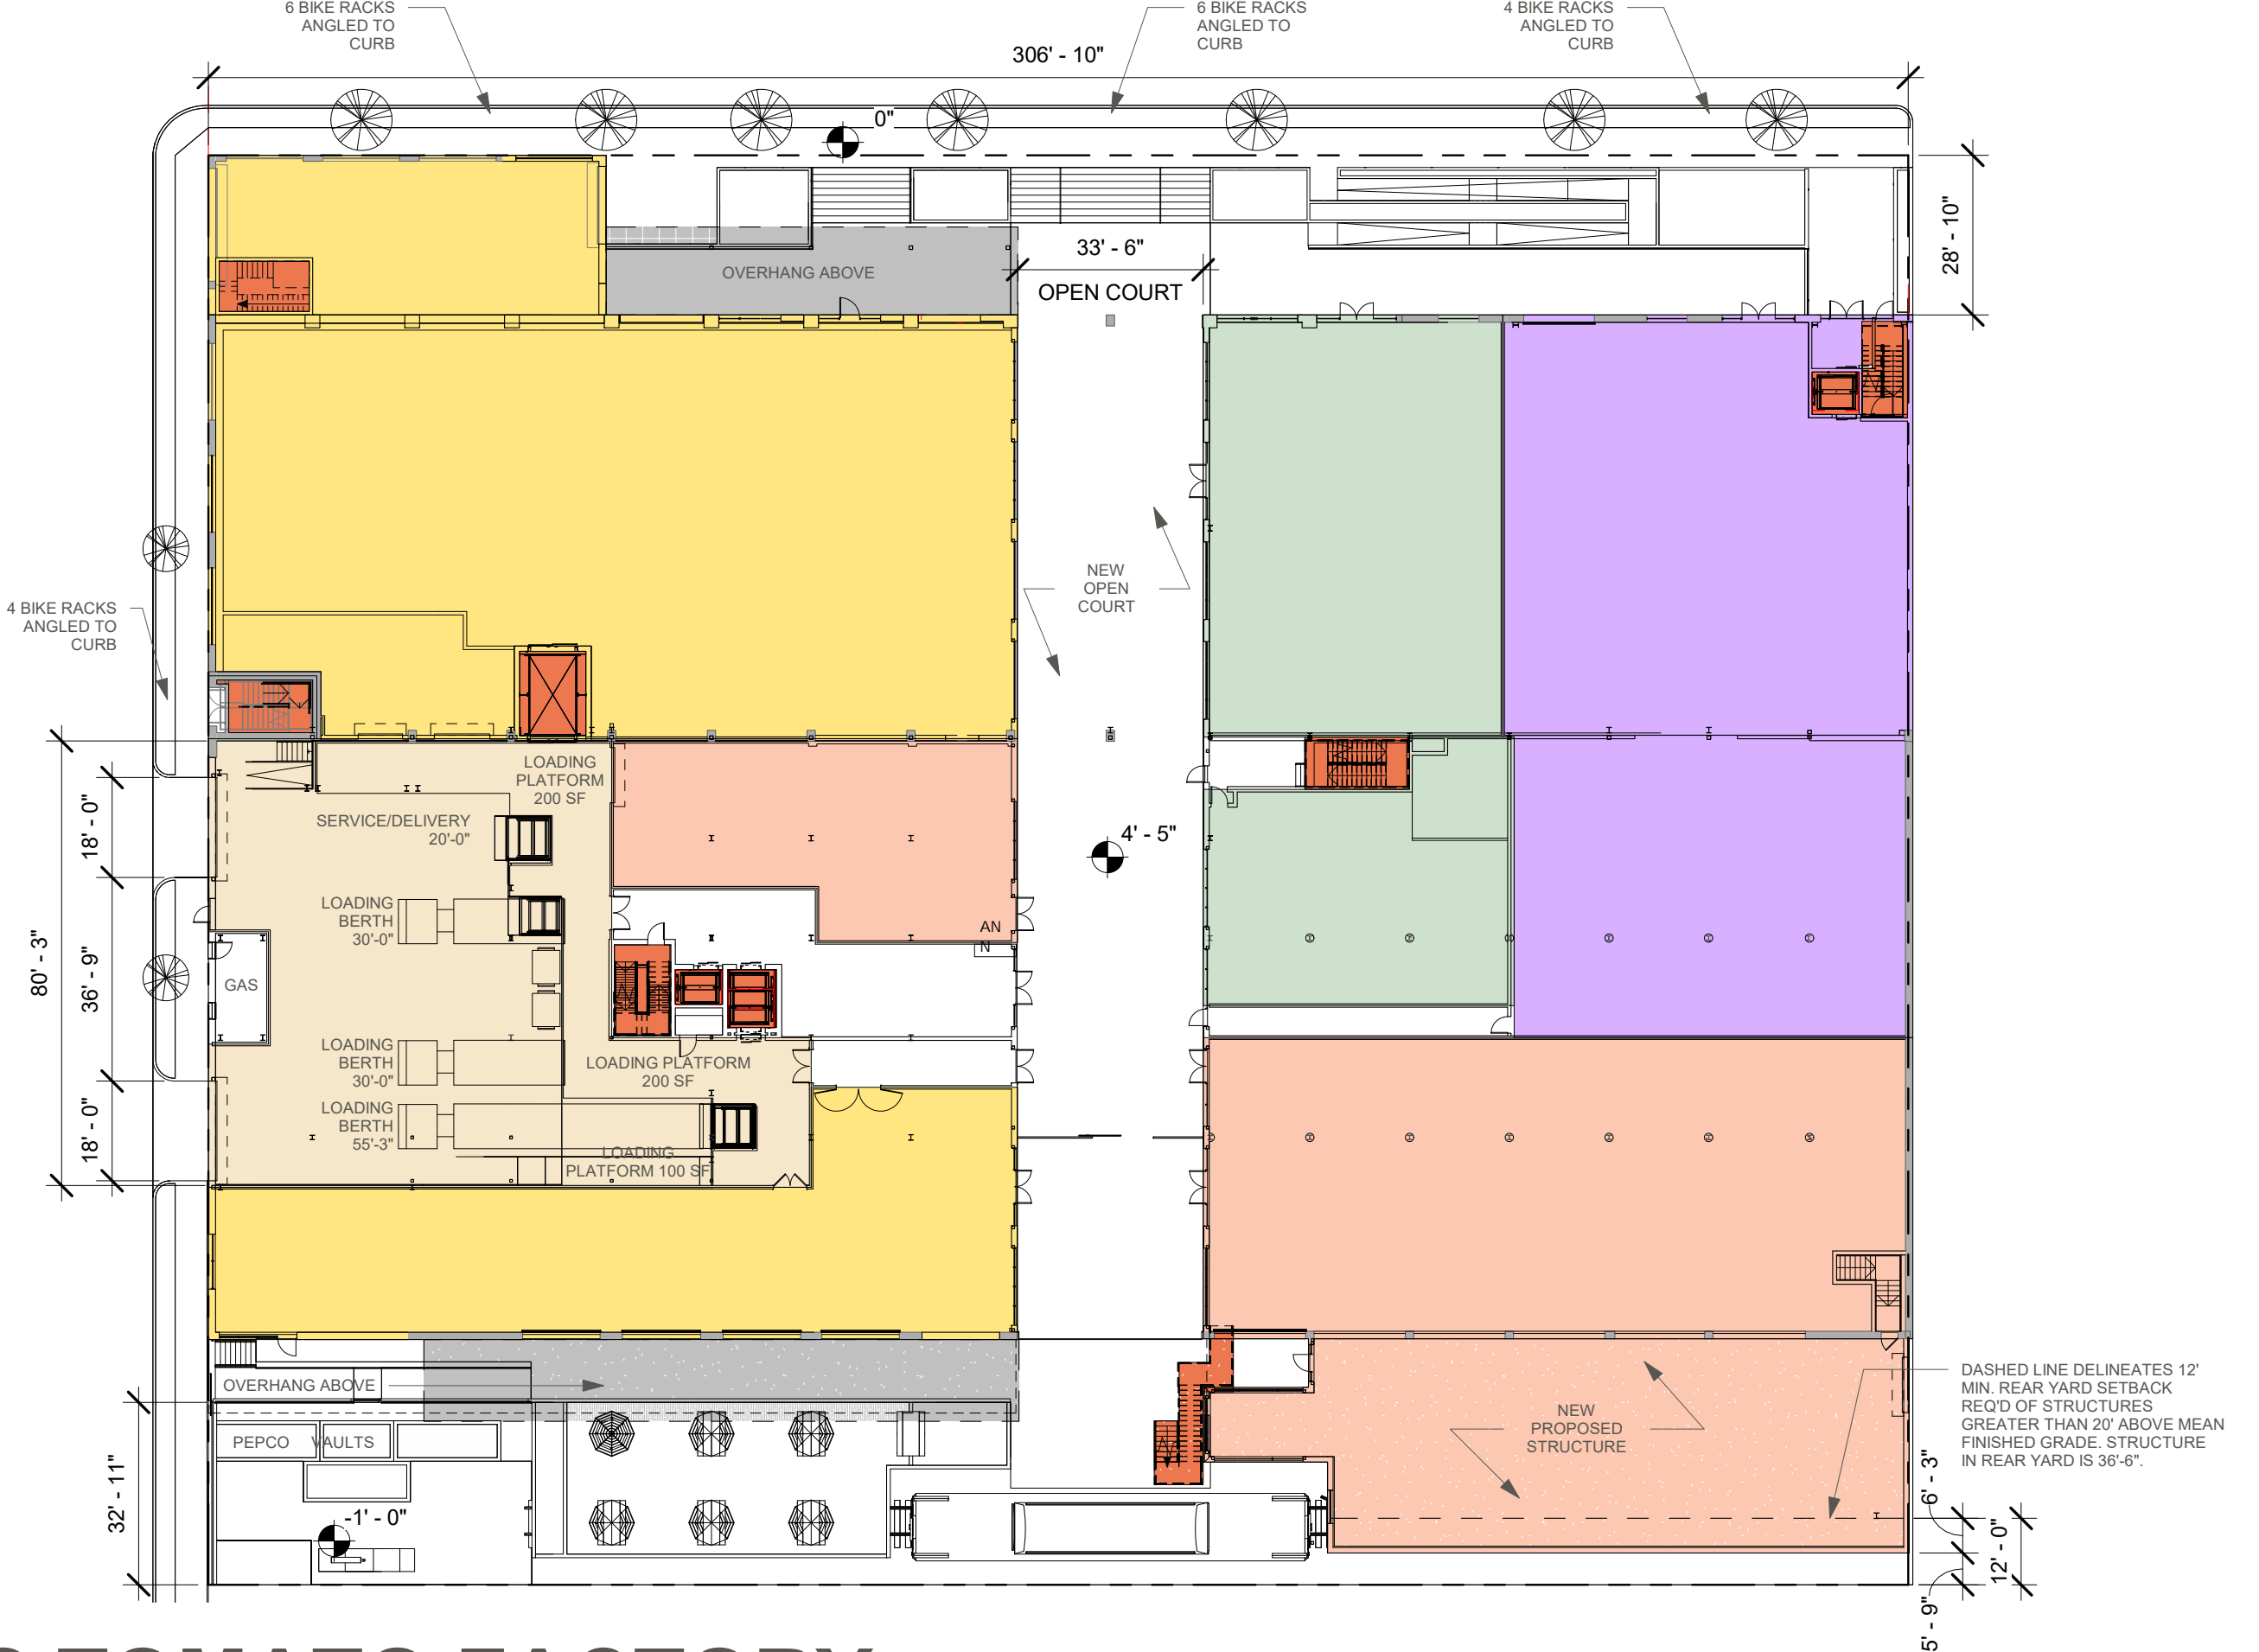 6 BIKE RACKS
ANGLED TO
CURB
6 BIKE RACKS
ANGLED TO
CURB
4 BIKE RACKS
ANGLED TO
CURB
306' - 10"
0"
28' - 10"
33' - 6"
OVERHANG ABOVE
OPEN COURT
NEW
OPEN
COURT
4 BIKE RACKS
ANGLED TO
CURB
LOADING
PLATFORM
200 SF
SERVICE/DELIVERY
20'-0"
18' - 0"
4' - 5"
LOADING
BERTH
30'-0"
AN
N
80' - 3"
36' - 9"
GAS
LOADING
BERTH
30'-0"
LOADING PLATFORM
200 SF
LOADING
BERTH
55'-3"
18' - 0"
LOADING
PLATFORM 100 SF
OVERHANG ABOVE
DASHED LINE DELINEATES 12'
MIN. REAR YARD SETBACK
REQ'D OF STRUCTURES
GREATER THAN 20' ABOVE MEAN
FINISHED GRADE. STRUCTURE
IN REAR YARD IS 36'-6".
NEW
PROPOSED
STRUCTURE
PEPCO VAULTS
32' - 11"
-1' - 0"
6' - 3"
12' - 0"
5' - 9"
TOMATO FACTORY